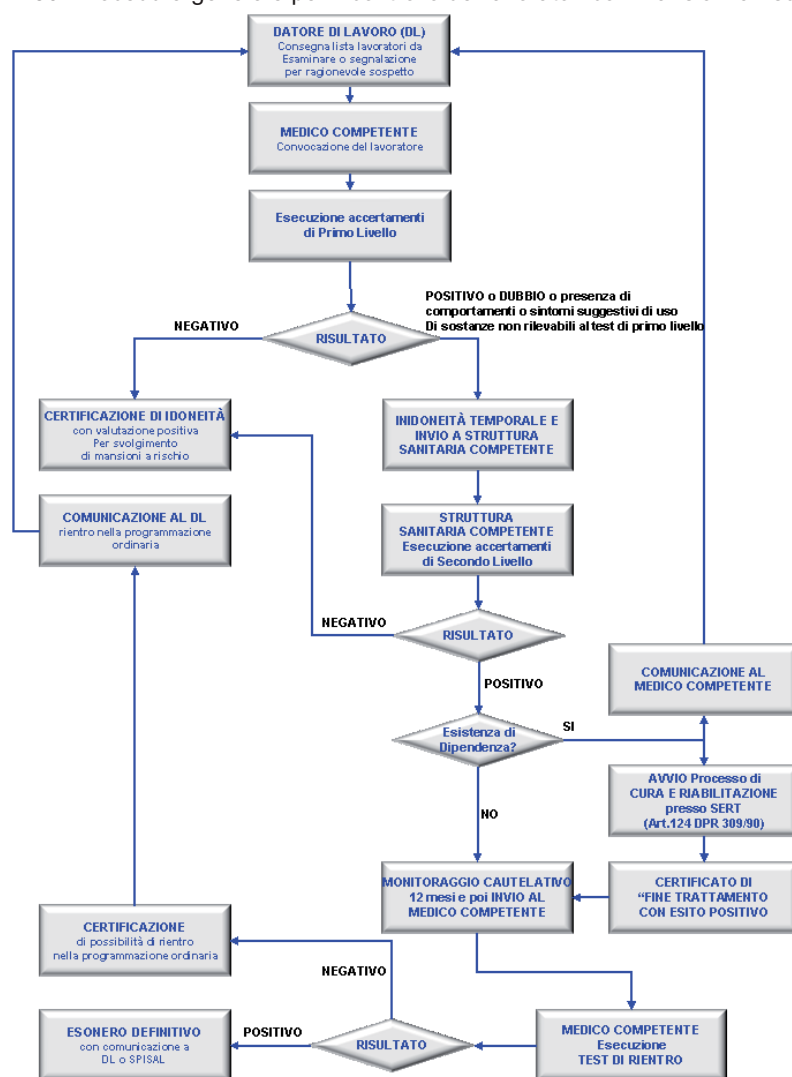 DATORE DI LAVORO (DL)
Consegna lista lavoratori da
Esaminare o segnalazione
per ragionevole sospetto
MEDICO COMPETENTE
Convocazione del lavoratore
Esecuzione accertamenti
di Primo Livello
POSITIVO o DUBBIO o presenza di
comportamenti o sintomi suggestivi di uso
Di sostanze non rilevabili al test di primo livello
NEGATIVO
RISULTATO
CERTIFICAZIONE DI IDONEITÀ
con valutazione positiva
Per svolgimento
di mansioni a rischio
INIDONEITÀ TEMPORALE E
INVIO A STRUTTURA
SANITARIA COMPETENTE
COMUNICAZIONE AL DL
rientro nella programmazione
ordinaria
STRUTTURA
SANITARIA COMPETENTE
Esecuzione accertamenti
di Secondo Livello
NEGATIVO
RISULTATO
POSITIVO
COMUNICAZIONE AL
MEDICO COMPETENTE
Esistenza di
Dipendenza?
SI
AVVIO Processo di
CURA E RIABILITAZIONE
presso SERT
(Art.124 DPR 309/90)
NO
MONITORAGGIO CAUTELATIVO
12 mesi e poi INVIO AL
MEDICO COMPETENTE
CERTIFICATO DI
“FINE TRATTAMENTO
CON ESITO POSITIVO
CERTIFICAZIONE
di possibilità di rientro
nella programmazione ordinaria
NEGATIVO
ESONERO DEFINITIVO
con comunicazione a
DL o SPISAL
POSITIVO
RISULTATO
MEDICO COMPETENTE
Esecuzione
TEST DI RIENTRO